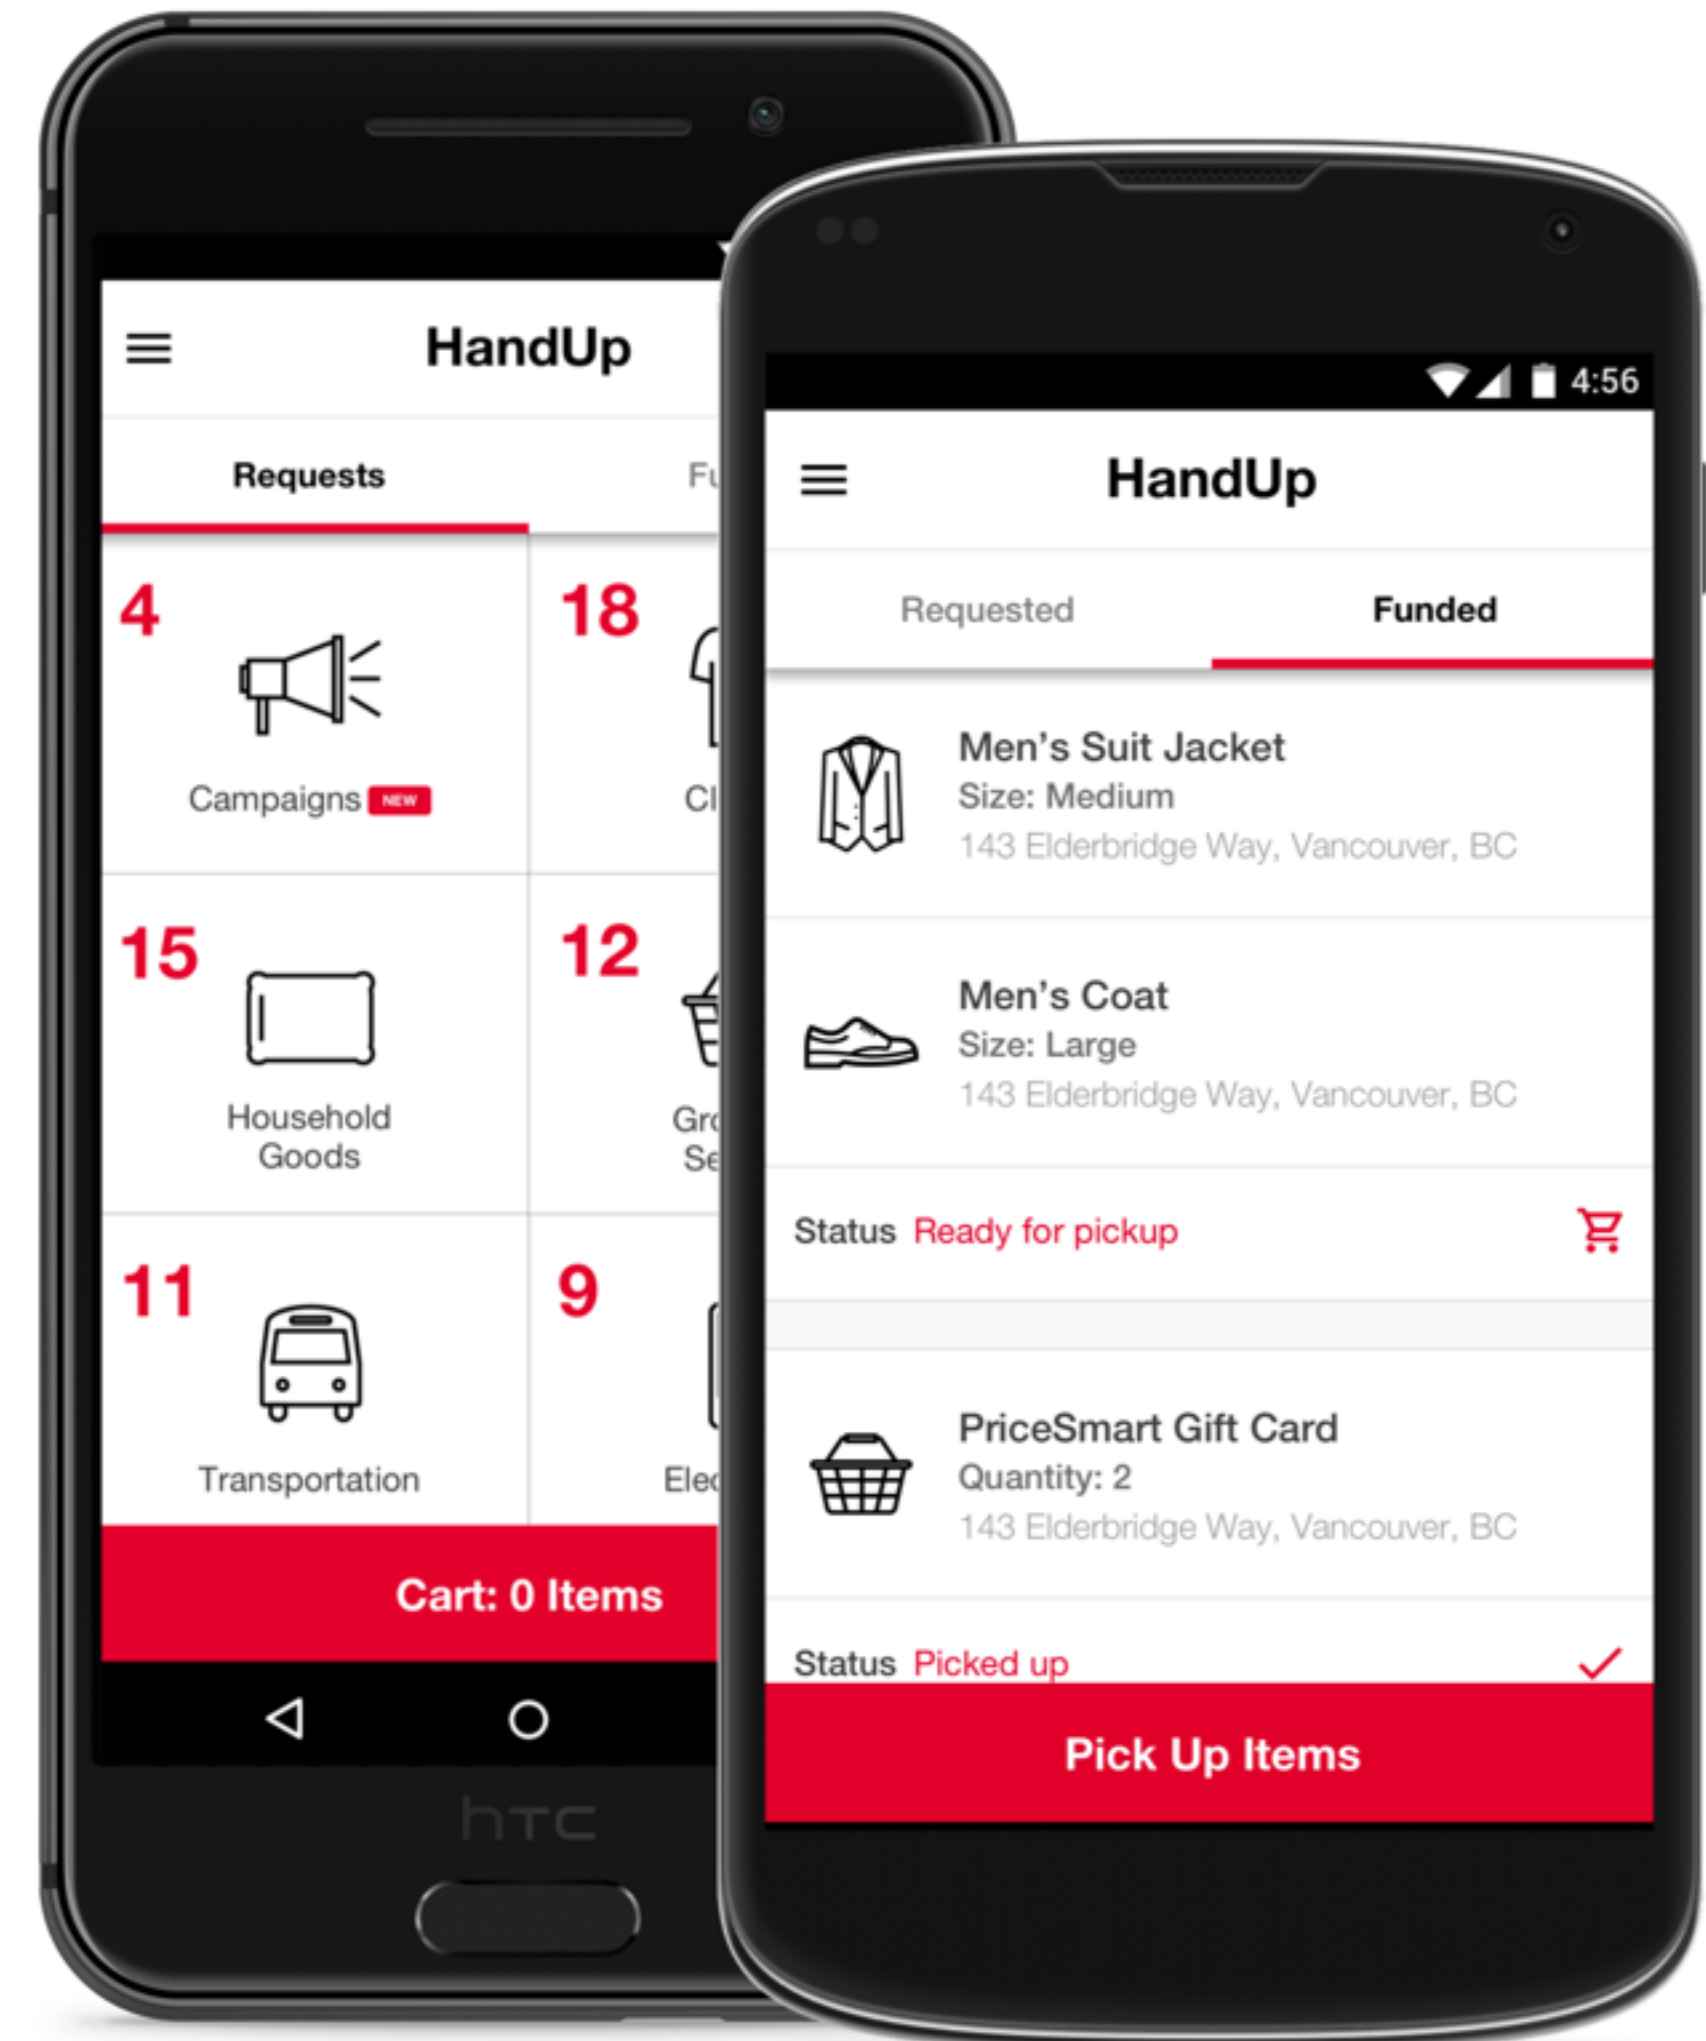 HandUp
Requests
4
18
Campaigns NEW
15
12
Household
Goods
11
9
Transportation
Cart: 0 Items
hTC
4:56
HandUp
Requested
Funded
Men's Suit Jacket
Size: Medium
143 Elderbridge Way, Vancouver, BC
Men's Coat
Size: Large
143 Elderbridge Way, Vancouver, BC
Status Ready for pickup
PriceSmart Gift Card
Quantity: 2
143 Elderbridge Way, Vancouver, BC
Status Picked up
Pick Up Items